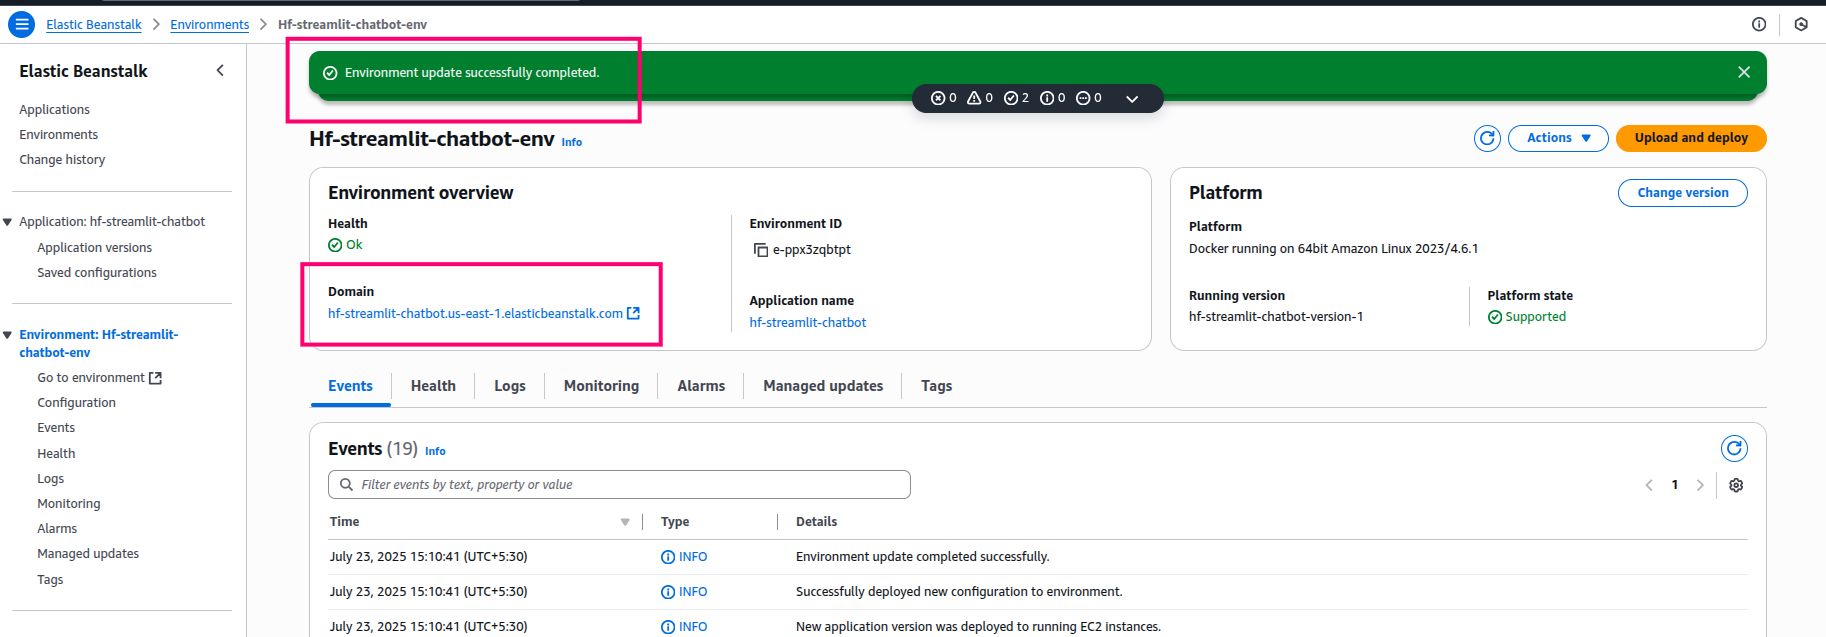 Elastic Beanstalk > Environments > Hf-streamlit-chatbot-env
Elastic Beanstalk
Applications
Environments
Change history
Application: hf-streamlit-chatbot
Application versions
Saved configurations
Environment: Hf-streamlit-
chatbot-env
Go to environment
Configuration
Events
Health
Logs
Monitoring
Alarms
Managed updates
Tags
Environment update successfully completed.
0 0 2 0 0
Hf-streamlit-chatbot-env Info
Actions
Upload and deploy
Environment overview
Health
Ok
Domain
hf-streamlit-chatbot.us-east-1.elasticbeanstalk.com
Environment ID
e-ppx3zqbtpt
Application name
hf-streamlit-chatbot
Platform
Change version
Platform
Docker running on 64bit Amazon Linux 2023/4.6.1
Running version
hf-streamlit-chatbot-version-1
Platform state
Supported
Events Health Logs Monitoring Alarms Managed updates Tags
Events (19) Info
Filter events by text, property or value
1
Time Type Details
July 23, 2025 15:10:41 (UTC+5:30) INFO Environment update completed successfully.
July 23, 2025 15:10:41 (UTC+5:30) INFO Successfully deployed new configuration to environment.
July 23, 2025 15:10:41 (UTC+5:30) INFO New application version was deployed to running EC2 instances.